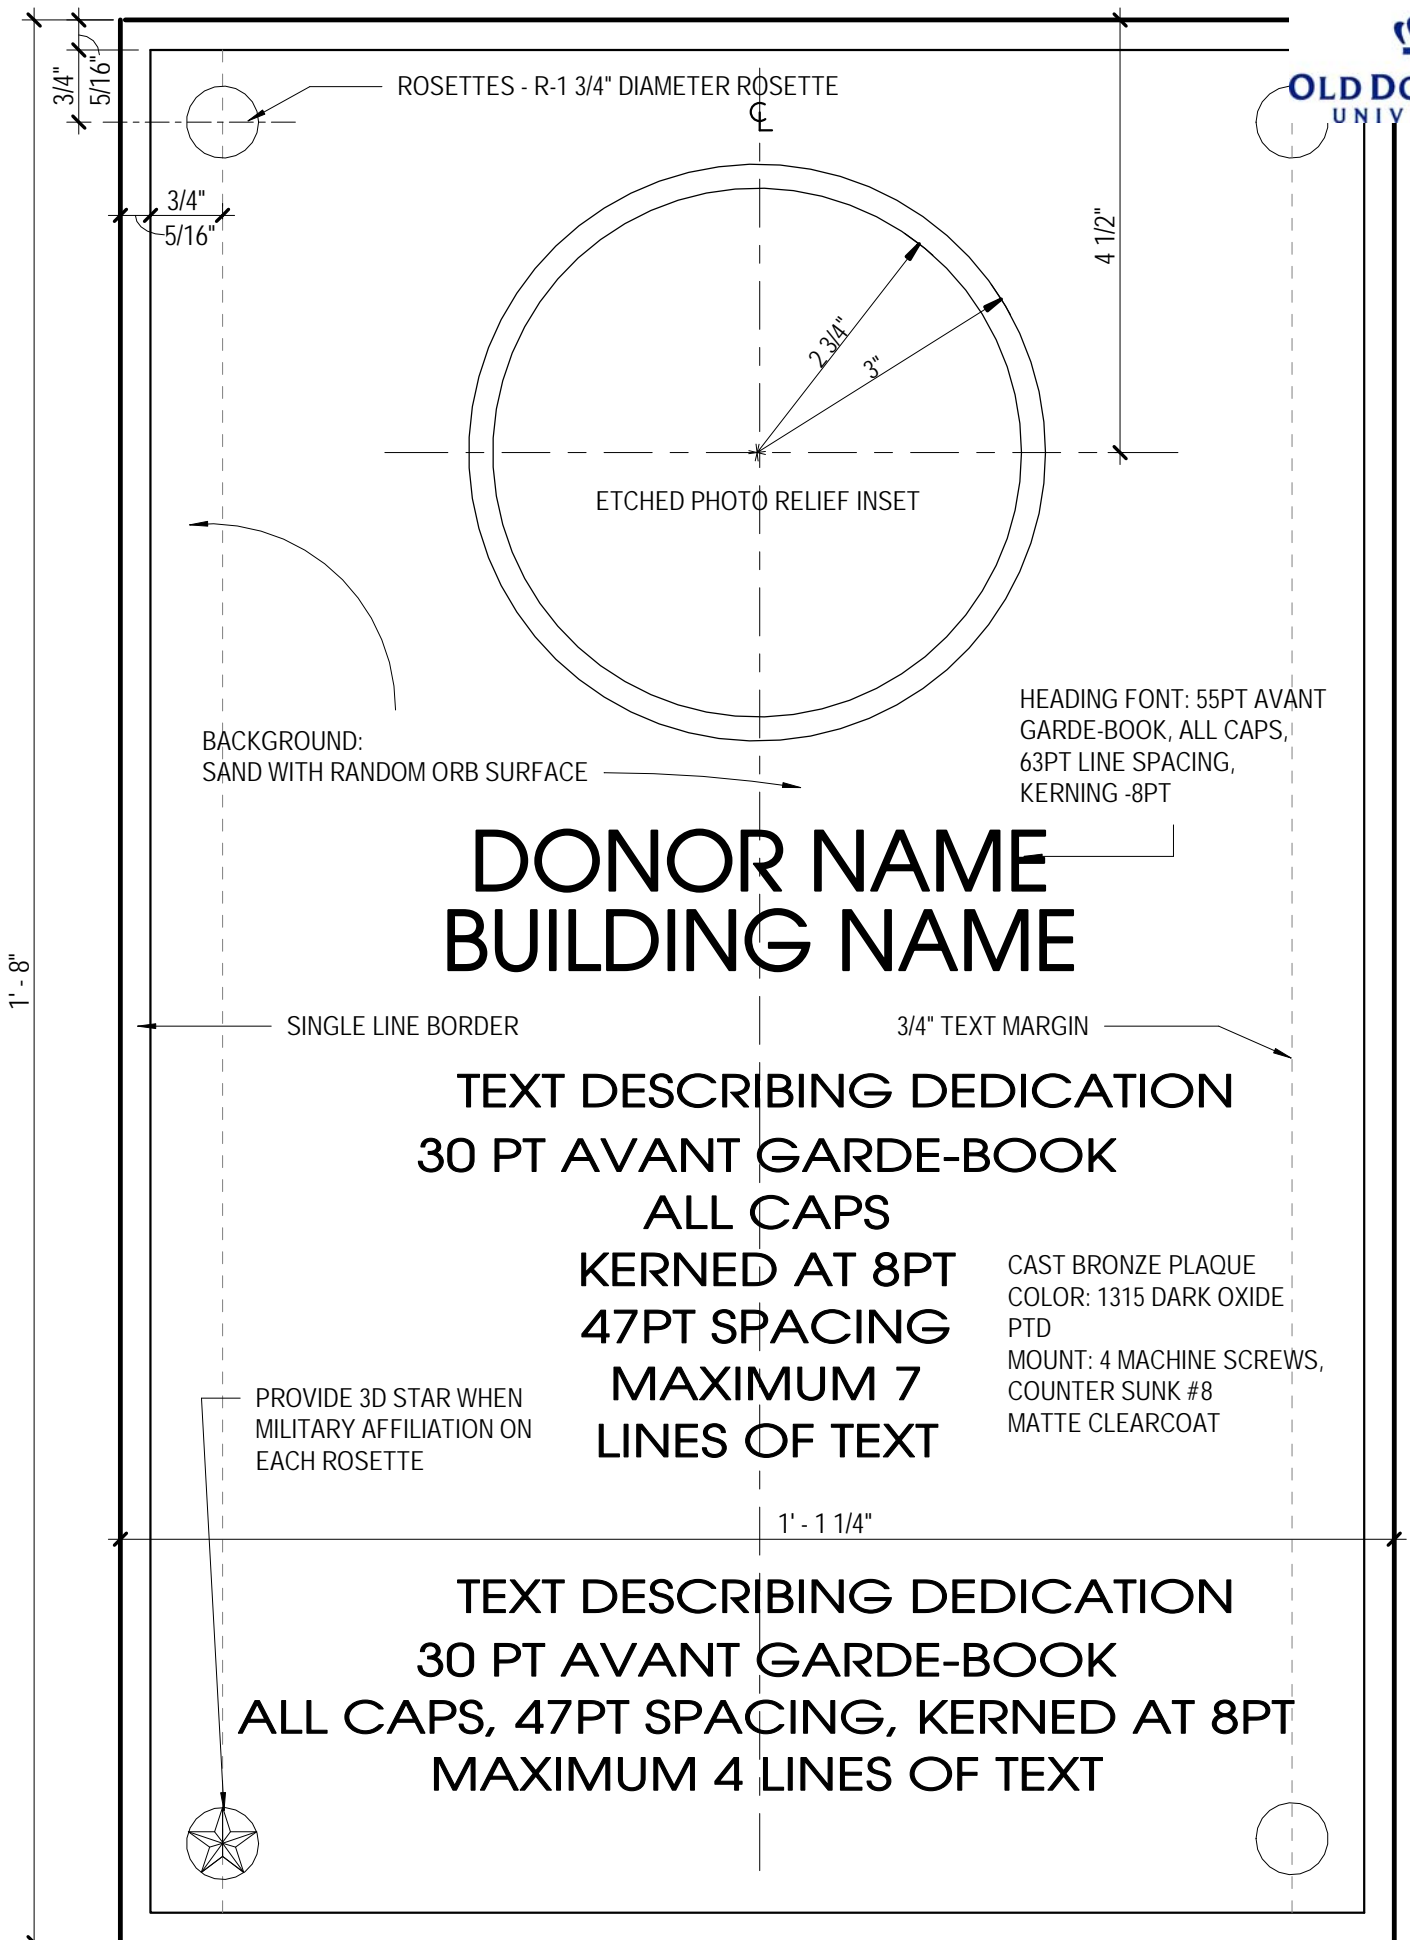 OLD DO
UNIV
3/4"
5/16"
ROSETTES - R-1 3/4" DIAMETER ROSETTE
℄
3/4"
5/16"
4 1/2"
2 3/4"
3"
ETCHED PHOTO RELIEF INSET
BACKGROUND:
SAND WITH RANDOM ORB SURFACE
HEADING FONT: 55PT AVANT
GARDE-BOOK, ALL CAPS,
63PT LINE SPACING,
KERNING -8PT
DONOR NAME
BUILDING NAME
1' - 8"
SINGLE LINE BORDER
3/4" TEXT MARGIN
TEXT DESCRIBING DEDICATION
30 PT AVANT GARDE-BOOK
ALL CAPS
KERNED AT 8PT
47PT SPACING
MAXIMUM 7
LINES OF TEXT
CAST BRONZE PLAQUE
COLOR: 1315 DARK OXIDE
PTD
MOUNT: 4 MACHINE SCREWS,
COUNTER SUNK #8
MATTE CLEARCOAT
PROVIDE 3D STAR WHEN
MILITARY AFFILIATION ON
EACH ROSETTE
1' - 1 1/4"
TEXT DESCRIBING DEDICATION
30 PT AVANT GARDE-BOOK
ALL CAPS, 47PT SPACING, KERNED AT 8PT
MAXIMUM 4 LINES OF TEXT